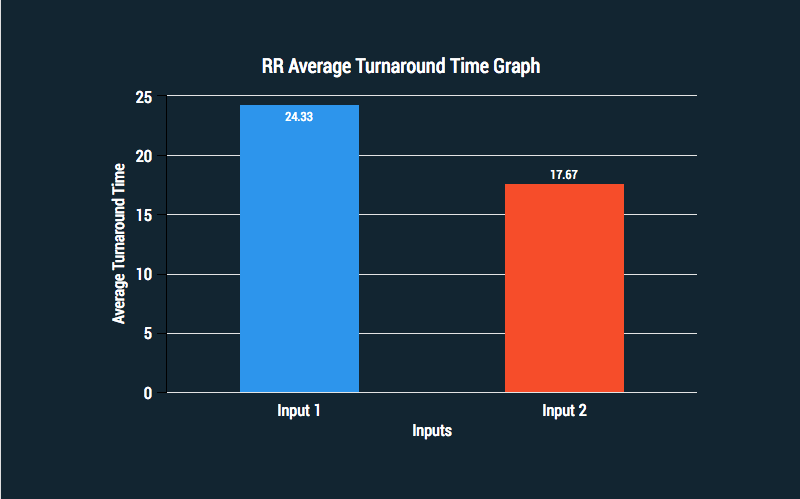 RR Average Turnaround Time Graph
25
20
15
10
5
0
Average Turnaround Time
24.33
17.67
Input 1
Input 2
Inputs